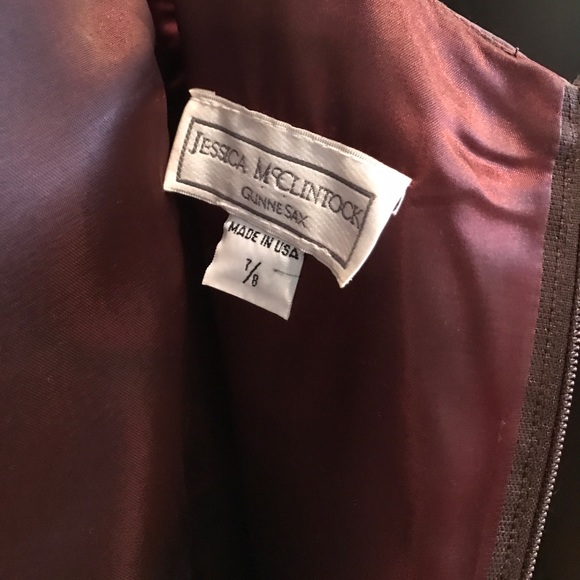 JESSICA McCLINTOCK
GUNNE SAX
MADE IN USA
7/8